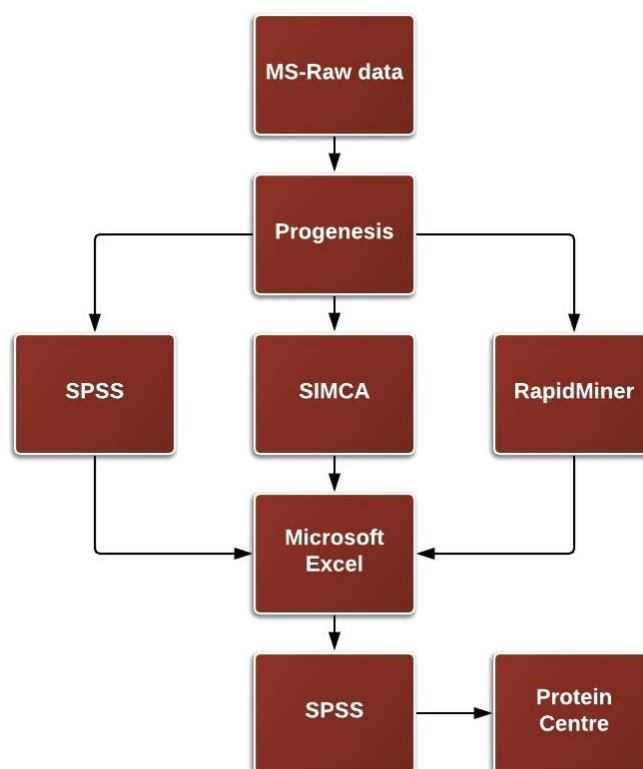 MS-Raw data
Progenesis
SPSS
SIMCA
RapidMiner
Microsoft
Excel
SPSS
Protein
Centre